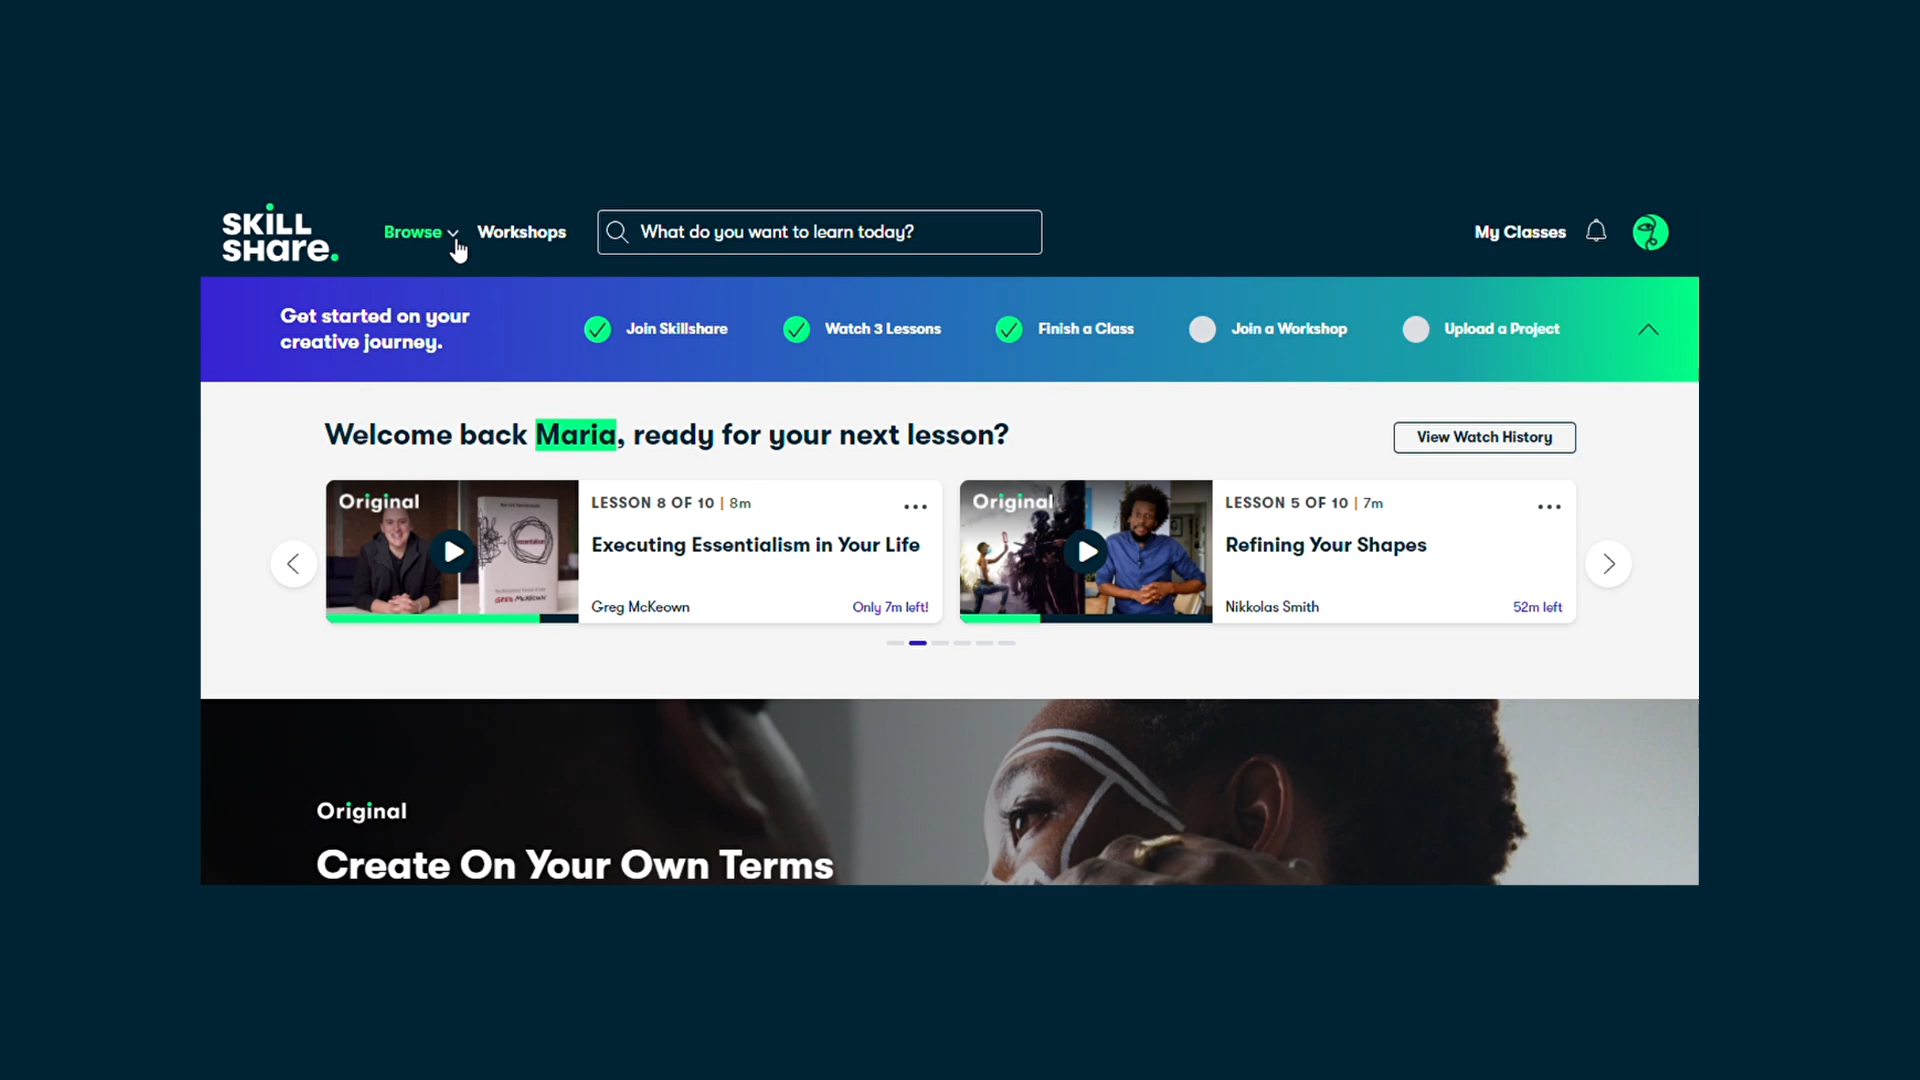 SKILL
SHARE.
Browse
Workshops
What do you want to learn today?
My Classes
Get started on your
creative journey.
Join Skillshare
Watch 3 Lessons
Finish a Class
Join a Workshop
Upload a Project
Welcome back Maria, ready for your next lesson?
View Watch History
Original
LESSON 8 OF 10 | 8m
Executing Essentialism in Your Life
essentialism
GREG McKEOWN
Greg McKeown
Only 7m left!
Original
LESSON 5 OF 10 | 7m
Refining Your Shapes
Nikkolas Smith
52m left
Original
Create On Your Own Terms